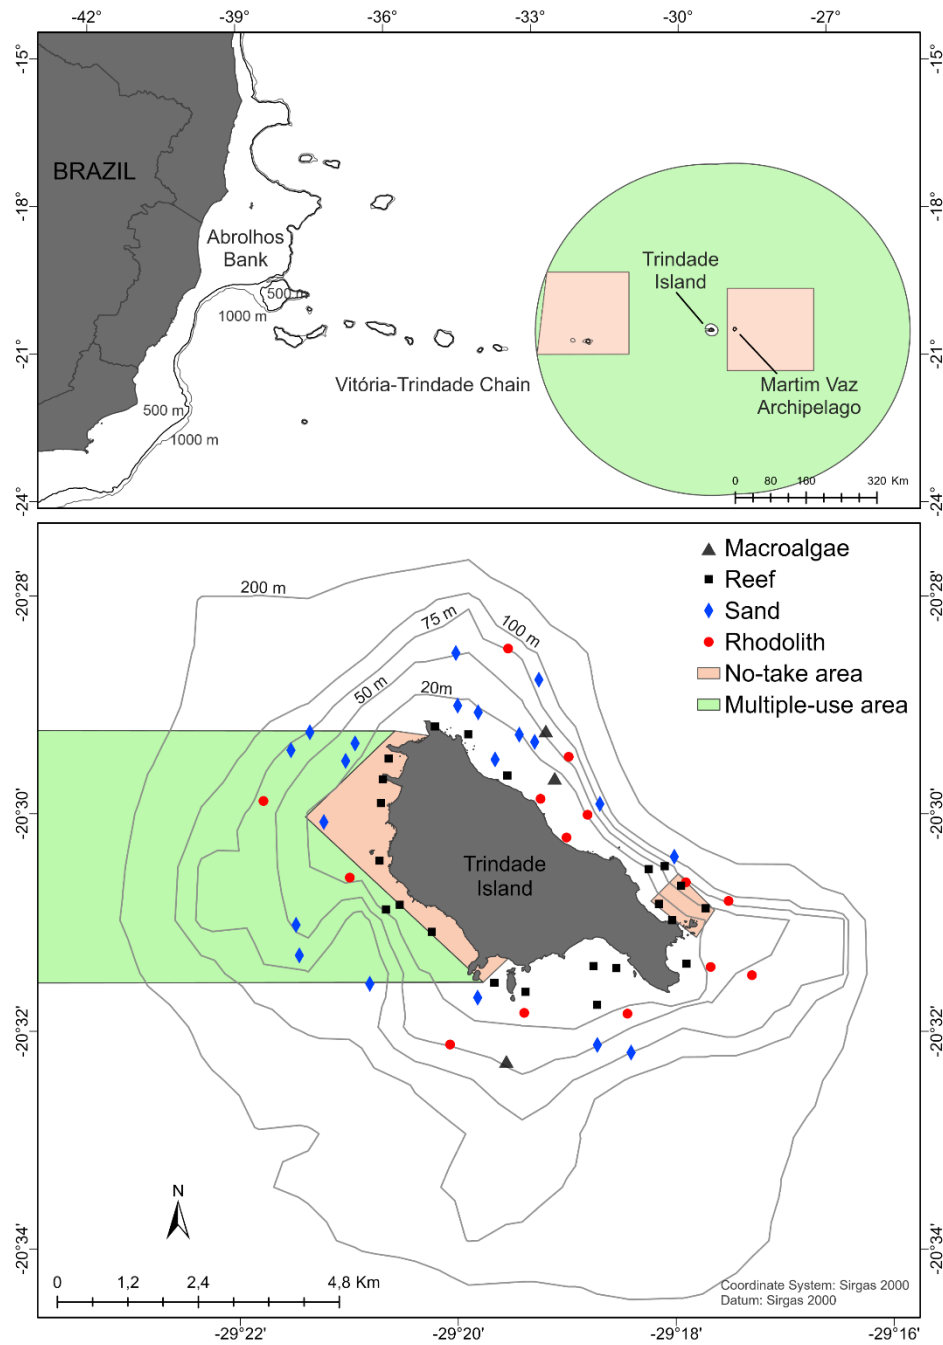 -42° -39° -36° -33° -30° -27°
-15° -15°
BRAZIL
-18° -18°
Abrolhos
Bank
Trindade
Island
500 m
1000 m
-21° -21°
Vitória-Trindade Chain
Martim Vaz
Archipelago
500 m
1000 m
0 80 160 320 Km
-24° -24°
Macroalgae
Reef
Sand
Rhodolith
No-take area
Multiple-use area
200 m
75 m
100 m
50 m
20m
-20°28' -20°28'
-20°30' -20°30'
Trindade
Island
-20°32' -20°32'
N
-20°34' -20°34'
0 1,2 2,4 4,8 Km
Coordinate System: Sirgas 2000
Datum: Sirgas 2000
-29°22' -29°20' -29°18' -29°16'